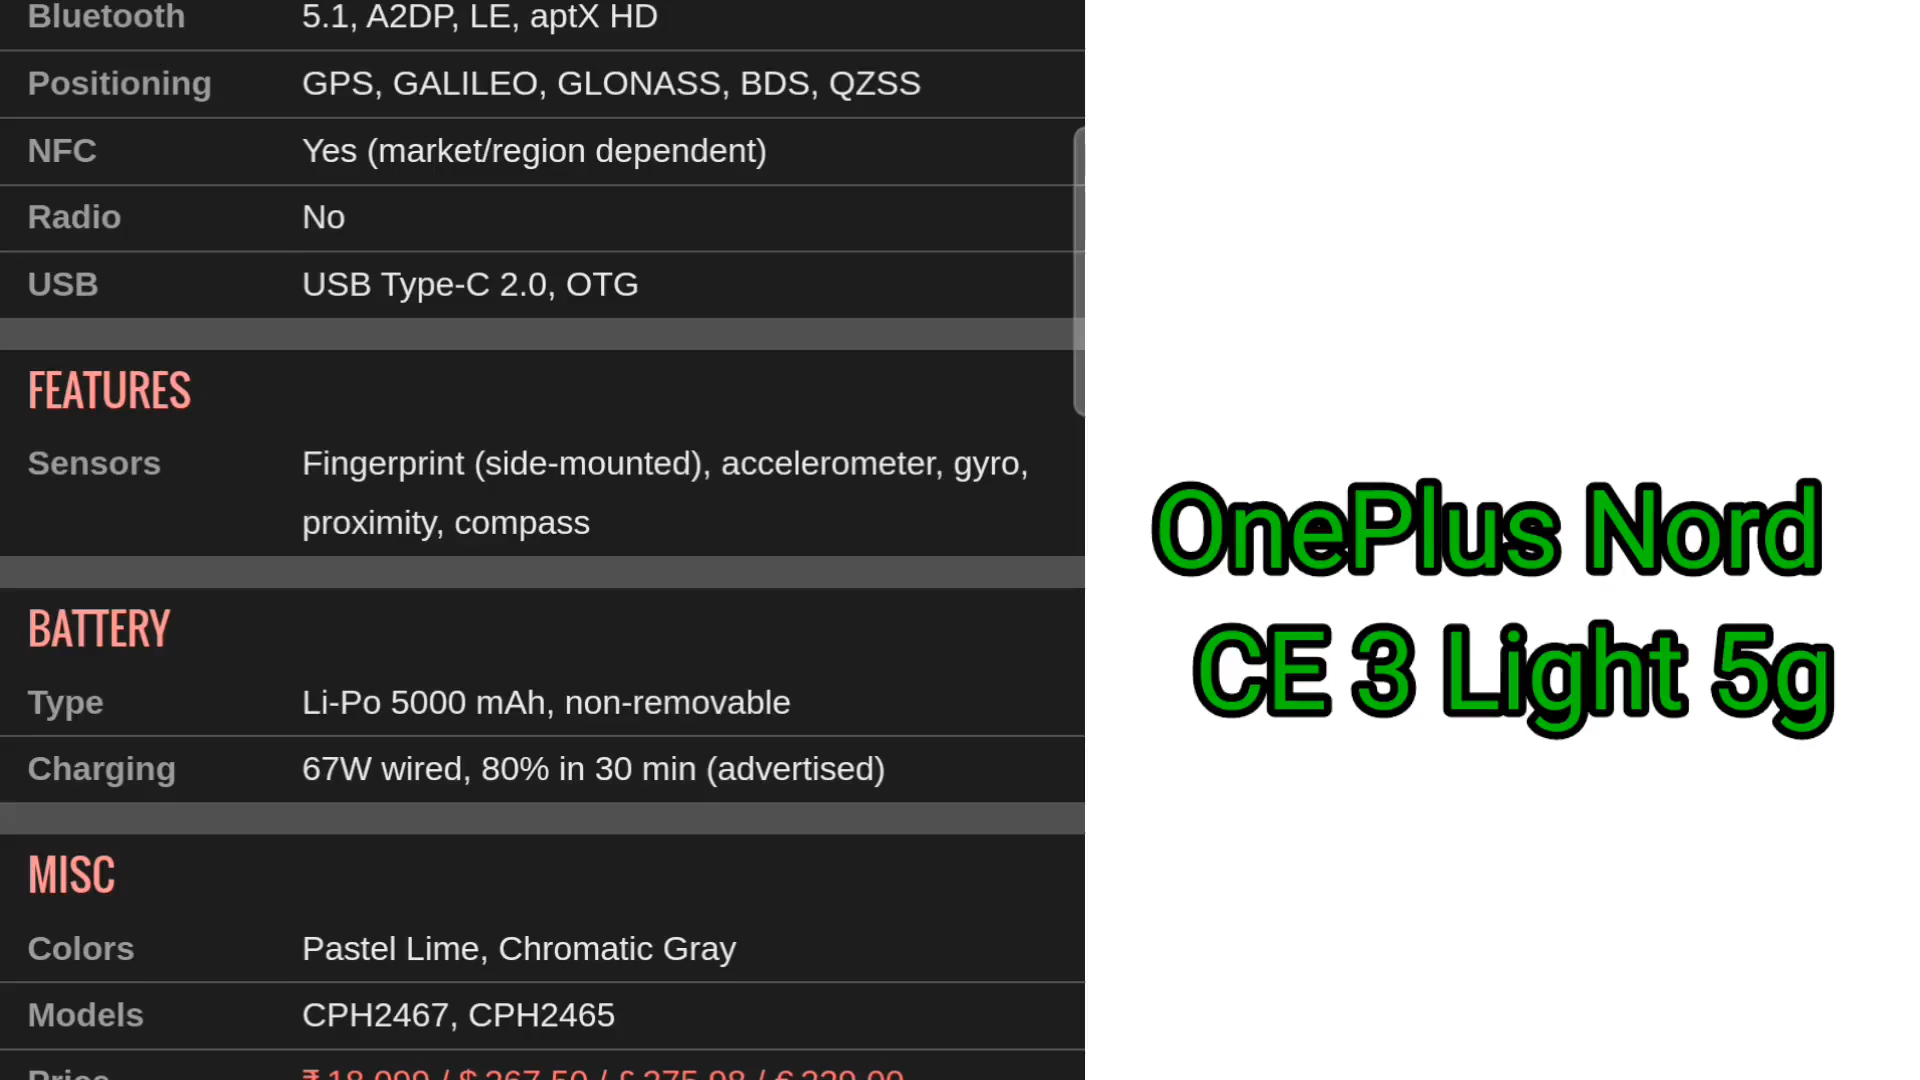 Bluetooth 5.1, A2DP, LE, aptX HD
Positioning GPS, GALILEO, GLONASS, BDS, QZSS
NFC Yes (market/region dependent)
Radio No
USB USB Type-C 2.0, OTG
FEATURES
Sensors Fingerprint (side-mounted), accelerometer, gyro,
proximity, compass
BATTERY
Type Li-Po 5000 mAh, non-removable
Charging 67W wired, 80% in 30 min (advertised)
MISC
Colors Pastel Lime, Chromatic Gray
Models CPH2467, CPH2465
Price
OnePlus Nord
CE 3 Light 5g